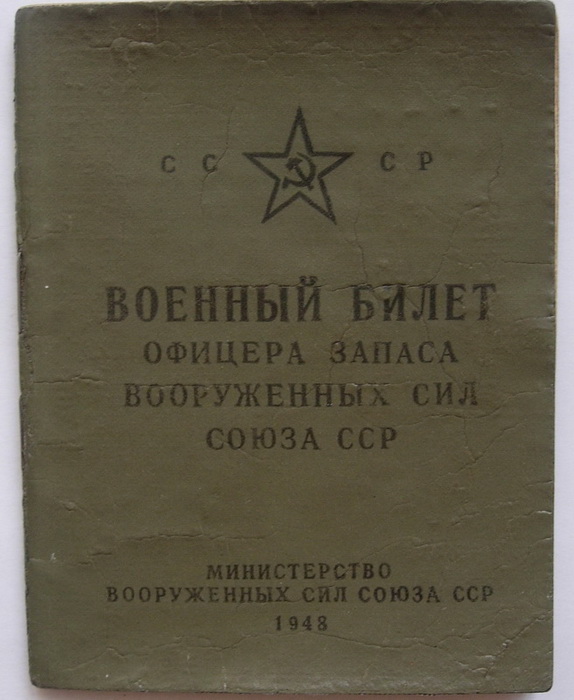 СС СР
ВОЕННЫЙ БИЛЕТ
ОФИЦЕРА ЗАПАСА
ВООРУЖЕННЫХ СИЛ
СОЮЗА ССР
МИНИСТЕРСТВО
ВООРУЖЕННЫХ СИЛ СОЮЗА ССР
1948